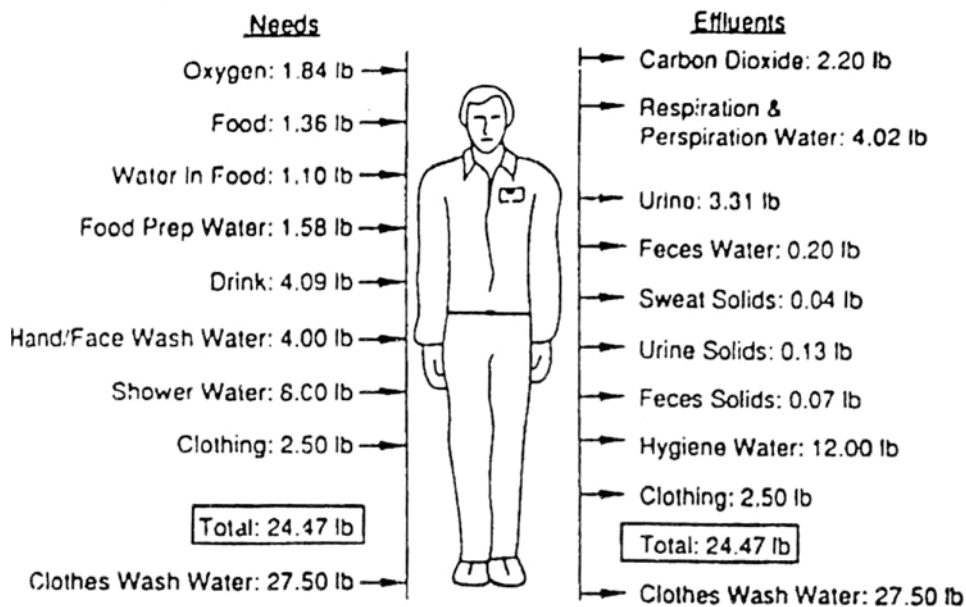 Needs
Oxygen: 1.84 lb
Food: 1.36 lb
Water in Food: 1.10 lb
Food Prep Water: 1.58 lb
Drink: 4.09 lb
Hand/Face Wash Water: 4.00 lb
Shower Water: 8.00 lb
Clothing: 2.50 lb
Total: 24.47 lb
Clothes Wash Water: 27.50 lb
Effluents
Carbon Dioxide: 2.20 lb
Respiration &
Perspiration Water: 4.02 lb
Urine: 3.31 lb
Feces Water: 0.20 lb
Sweat Solids: 0.04 lb
Urine Solids: 0.13 lb
Feces Solids: 0.07 lb
Hygiene Water: 12.00 lb
Clothing: 2.50 lb
Total: 24.47 lb
Clothes Wash Water: 27.50 lb